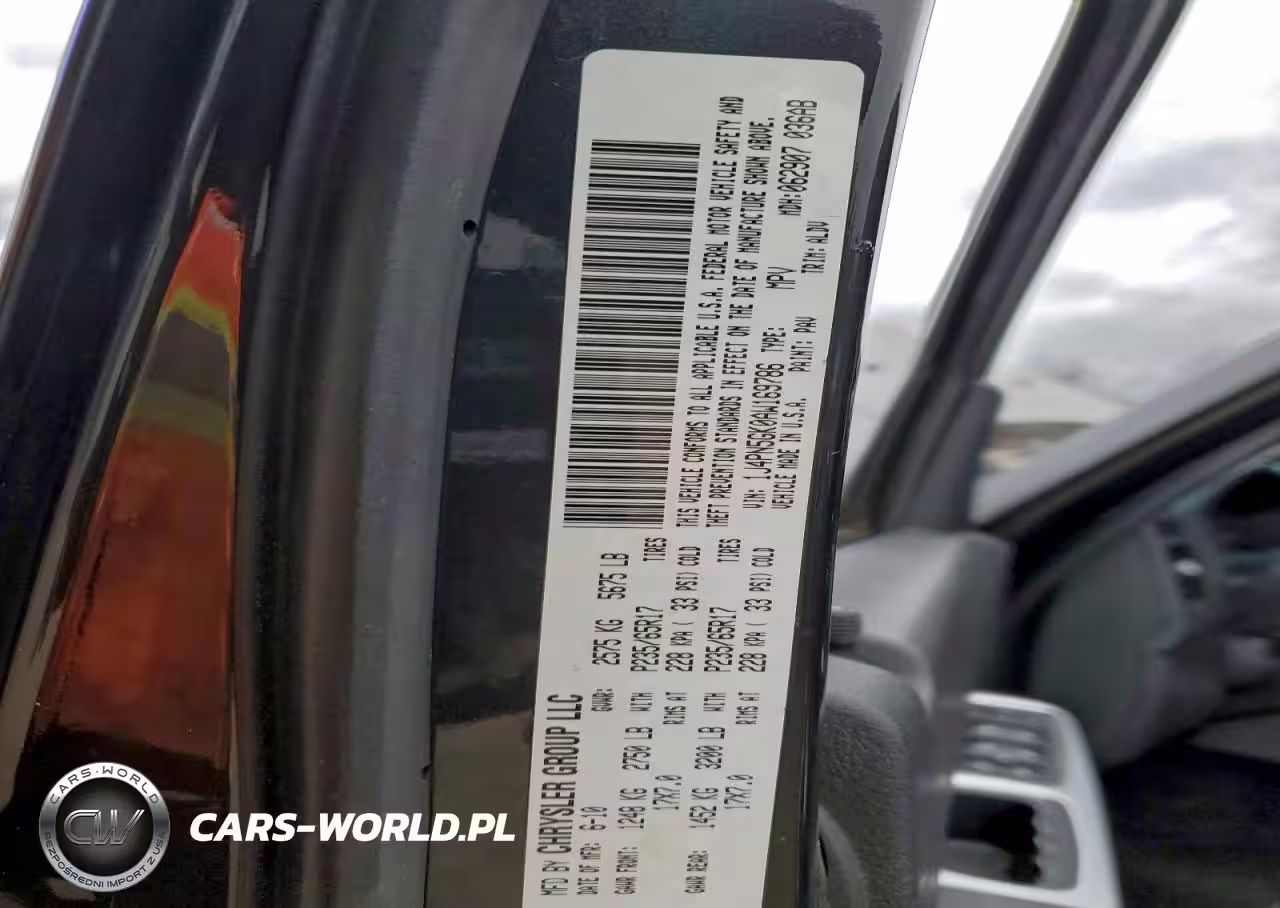 MFD BY CHRYSLER GROUP LLC
DATE OF MFR: 6-10 GVWR: 2575 KG 5675 LB
GAWR FRONT: 1248 KG 2750 LB WITH P235/65R17 TIRES
17X7.0 RIMS AT 228 KPA ( 33 PSI) COLD
GAWR REAR: 1452 KG 3200 LB WITH P235/65R17 TIRES
17X7.0 RIMS AT 228 KPA ( 33 PSI) COLD
THIS VEHICLE CONFORMS TO ALL APPLICABLE U.S.A. FEDERAL MOTOR VEHICLE SAFETY AND
THEFT PREVENTION STANDARDS IN EFFECT ON THE DATE OF MANUFACTURE SHOWN ABOVE.
VIN: 1J4PN5GK0AW169786 TYPE: MPV MDH:062907 036AB
VEHICLE MADE IN U.S.A. PAINT: PAV TRIM: ALDV
CARS-WORLD
CW
BEZPOŚREDNI IMPORT Z USA
CARS-WORLD.PL